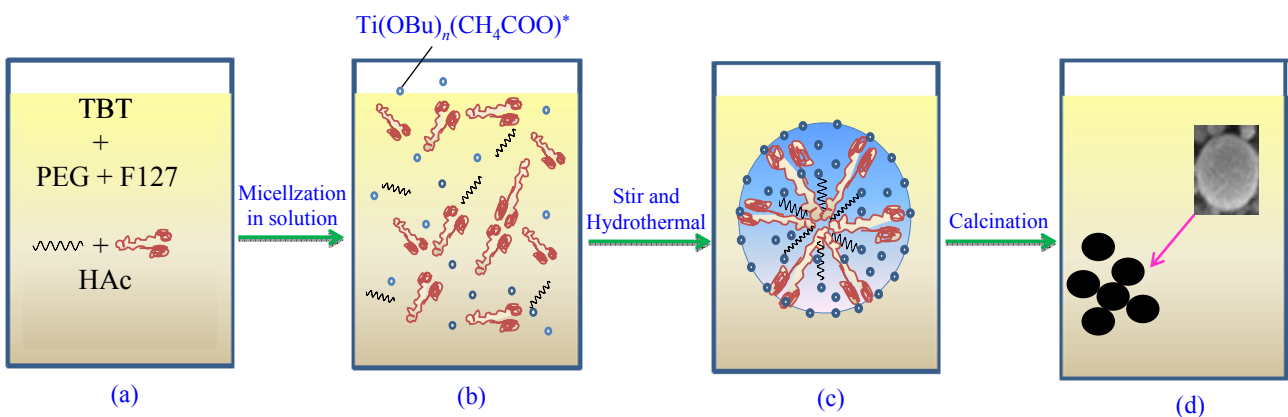 Ti(OBu)n(CH4COO)*
TBT
+
PEG + F127
+
HAc
Micellzation
in solution
Stir and
Hydrothermal
Calcination
(a)
(b)
(c)
(d)